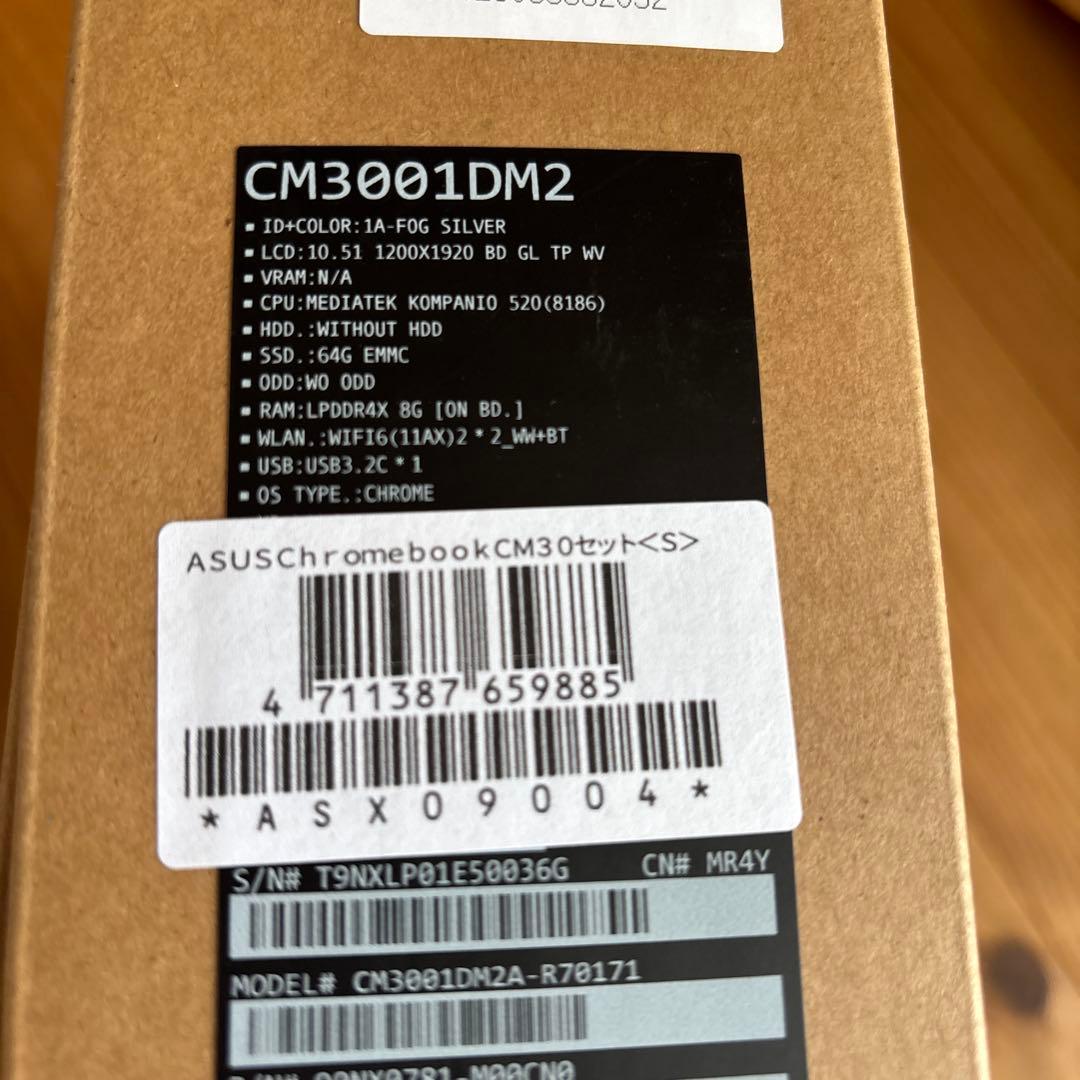 CM3001DM2
▪ ID+COLOR:1A-FOG SILVER
▪ LCD:10.51 1200X1920 BD GL TP WV
▪ VRAM:N/A
▪ CPU:MEDIATEK KOMPANIO 520(8186)
▪ HDD.:WITHOUT HDD
▪ SSD.:64G EMMC
▪ ODD:WO ODD
▪ RAM:LPDDR4X 8G [ON BD.]
▪ WLAN.:WIFI6(11AX)2*2_WW+BT
▪ USB:USB3.2C*1
▪ OS TYPE.:CHROME
ASUSChromebookCM30セット<S>
4 711387 659885
*ASX09004*
S/N# T9NXLP01E50036G CN# MR4Y
MODEL# CM3001DM2A-R70171